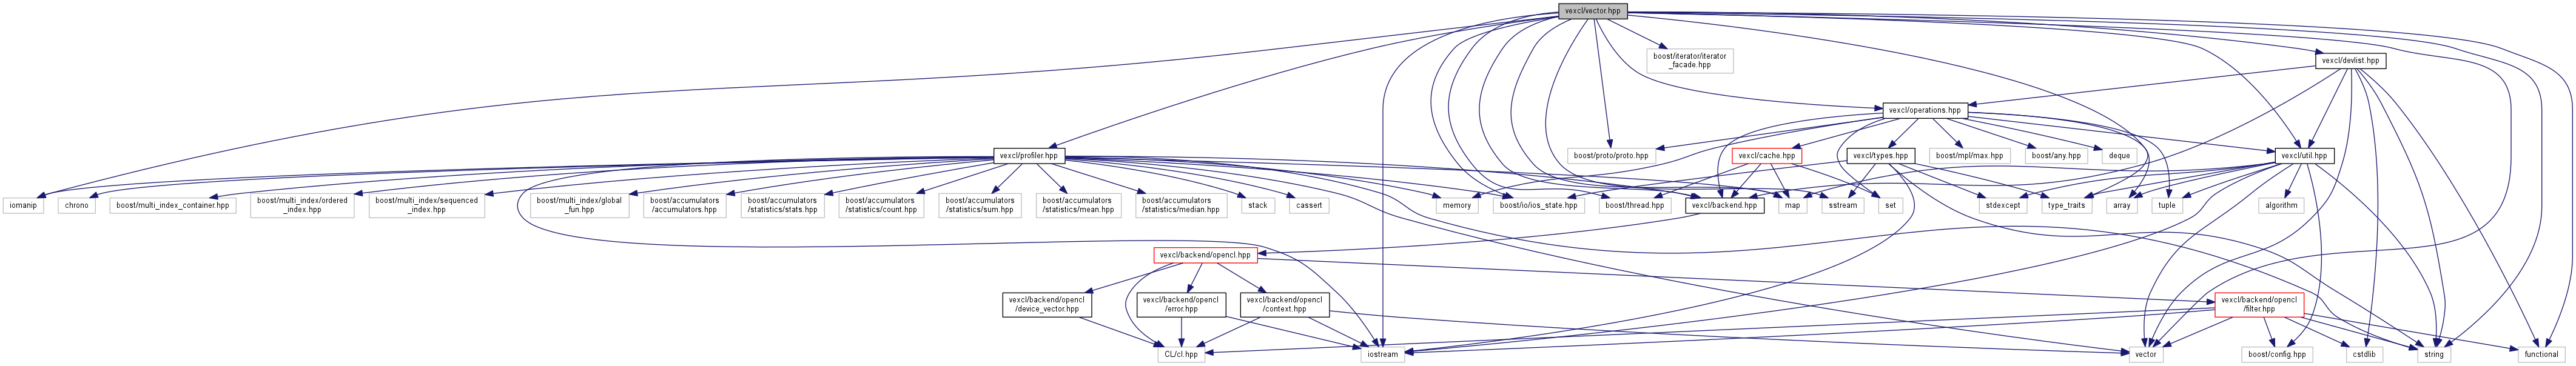 vexcl/vector.hpp
boost/iterator/iterator
_facade.hpp
vexcl/devlist.hpp
vexcl/operations.hpp
vexcl/profiler.hpp
boost/proto/proto.hpp
vexcl/cache.hpp
vexcl/types.hpp
boost/mpl/max.hpp
boost/any.hpp
deque
vexcl/util.hpp
iomanip
chrono
boost/multi_index_container.hpp
boost/multi_index/ordered
_index.hpp
boost/multi_index/sequenced
_index.hpp
boost/multi_index/global
_fun.hpp
boost/accumulators
/accumulators.hpp
boost/accumulators
/statistics/stats.hpp
boost/accumulators
/statistics/count.hpp
boost/accumulators
/statistics/sum.hpp
boost/accumulators
/statistics/mean.hpp
boost/accumulators
/statistics/median.hpp
stack
cassert
memory
boost/io/ios_state.hpp
boost/thread.hpp
vexcl/backend.hpp
map
sstream
set
stdexcept
type_traits
array
tuple
algorithm
vexcl/backend/opencl.hpp
vexcl/backend/opencl
/device_vector.hpp
vexcl/backend/opencl
/error.hpp
vexcl/backend/opencl
/context.hpp
vexcl/backend/opencl
/filter.hpp
CL/cl.hpp
iostream
vector
boost/config.hpp
cstdlib
string
functional